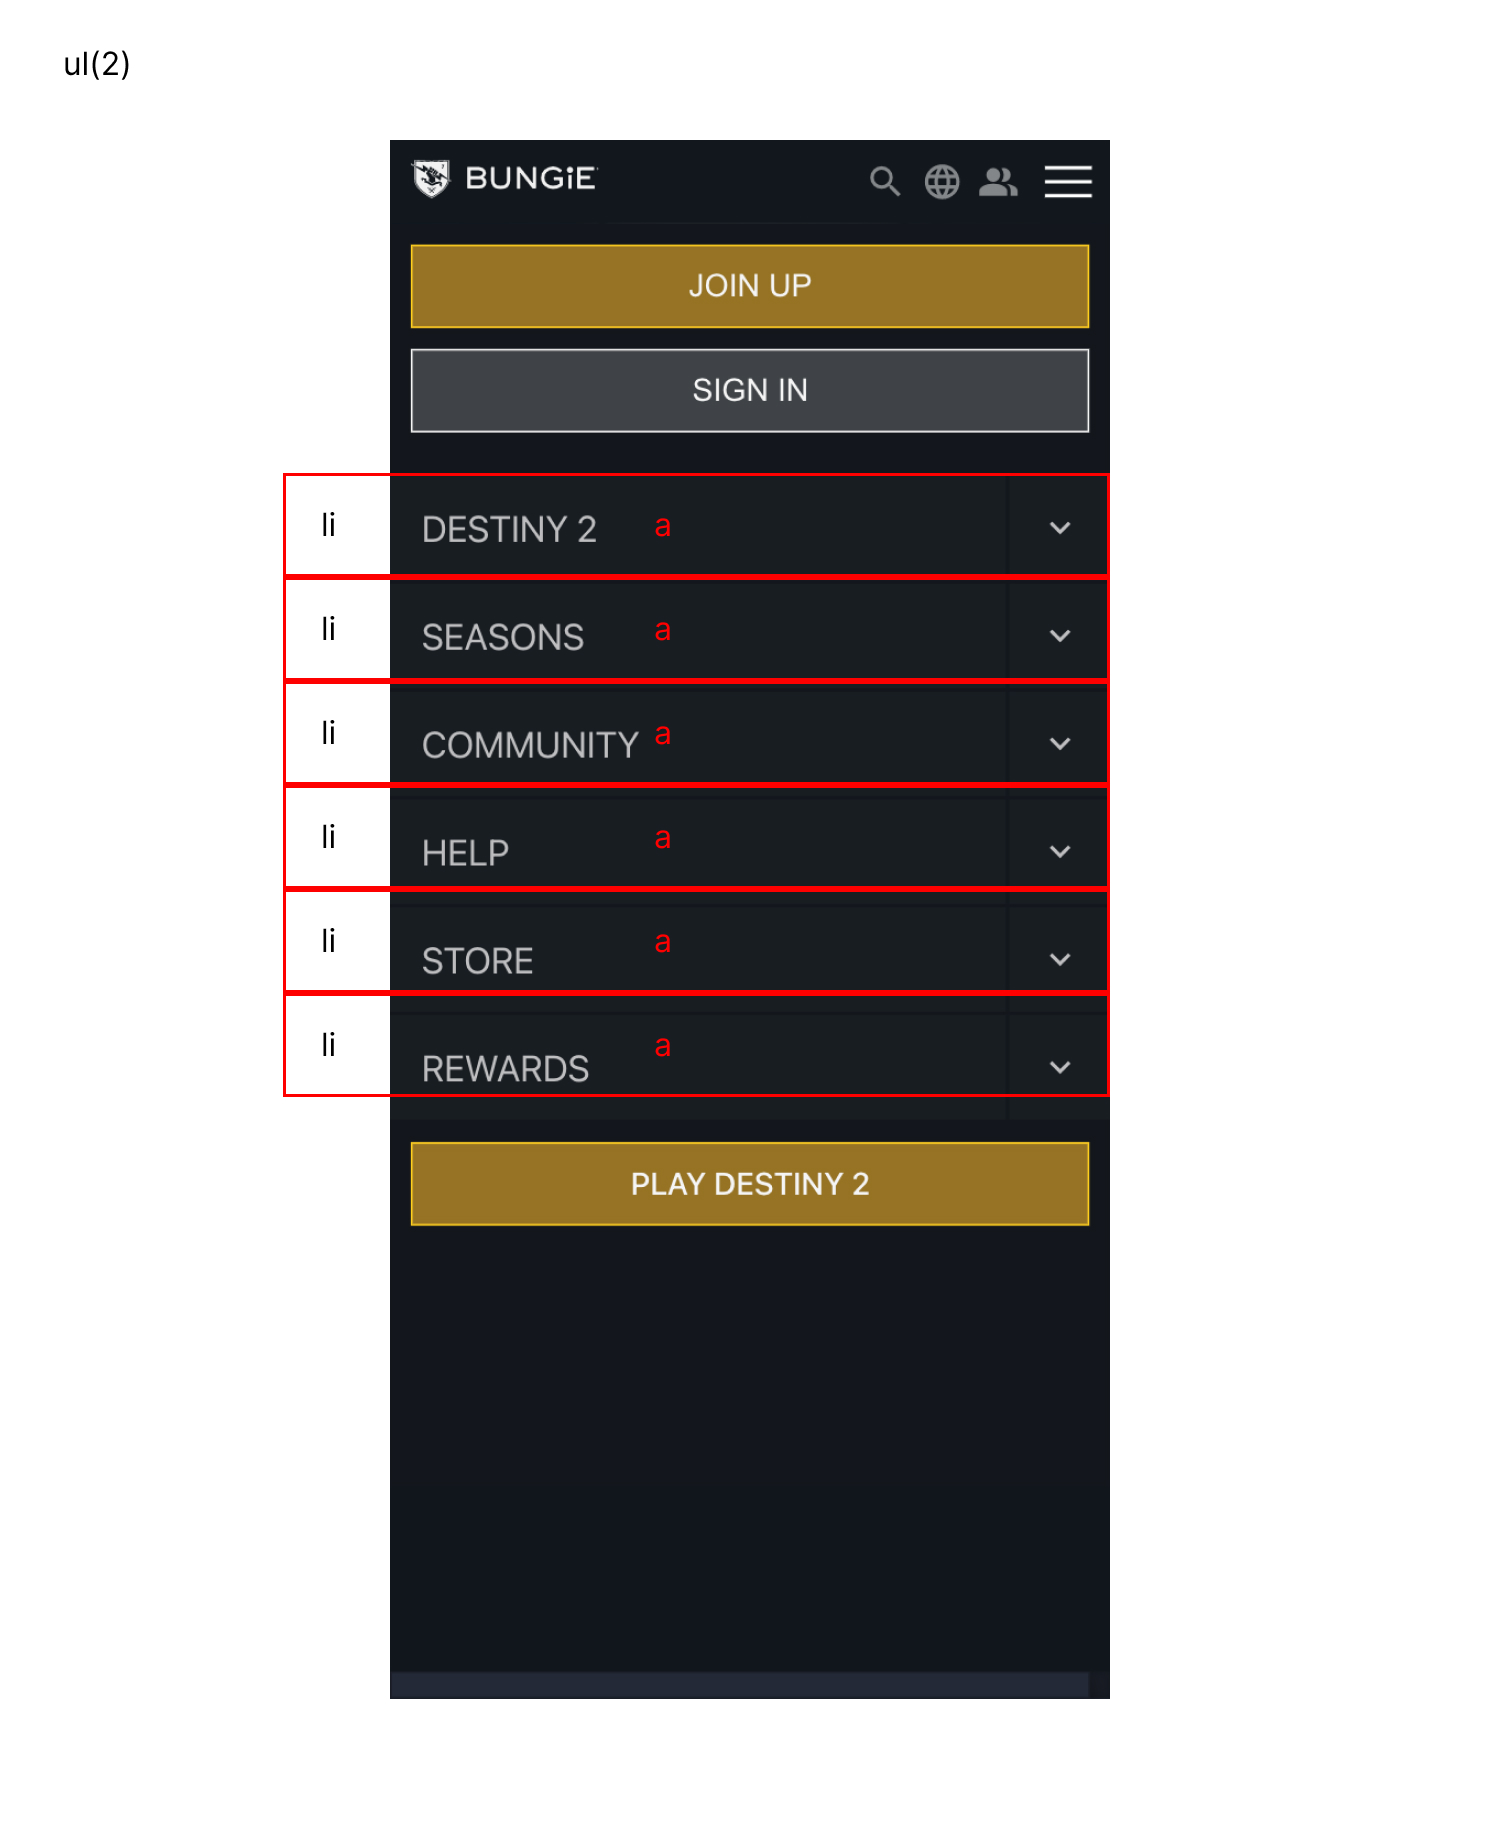 ul(2)
BUNGiE
JOIN UP
SIGN IN
li DESTINY 2 a
li SEASONS a
li COMMUNITY a
li HELP a
li STORE a
li REWARDS a
PLAY DESTINY 2